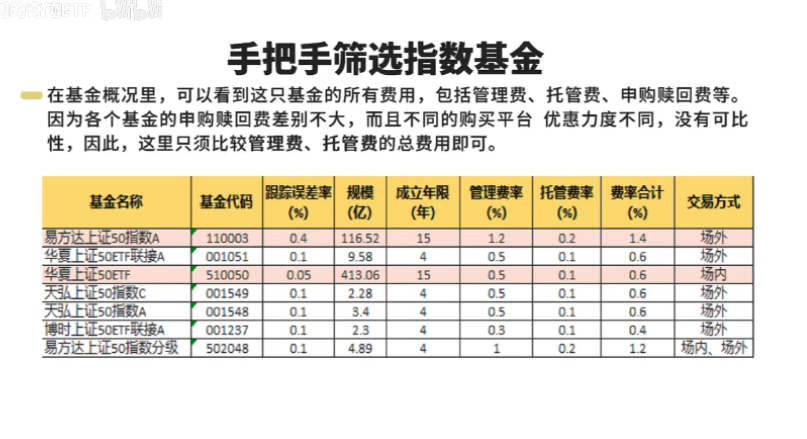 手把手筛选指数基金
在基金概况里，可以看到这只基金的所有费用，包括管理费、托管费、申购赎回费等。
因为各个基金的申购赎回费差别不大，而且不同的购买平台 优惠力度不同，没有可比
性，因此，这里只须比较管理费、托管费的总费用即可。
基金名称 基金代码 跟踪误差率（%） 规模（亿） 成立年限（年） 管理费率（%） 托管费率（%） 费率合计（%） 交易方式
易方达上证50指数A 110003 0.4 116.52 15 1.2 0.2 1.4 场外
华夏上证50ETF联接A 001051 0.1 9.58 4 0.5 0.1 0.6 场外
华夏上证50ETF 510050 0.05 413.06 15 0.5 0.1 0.6 场内
天弘上证50指数C 001549 0.1 2.28 4 0.5 0.1 0.6 场外
天弘上证50指数A 001548 0.1 3.4 4 0.5 0.1 0.6 场外
博时上证50ETF联接A 001237 0.1 2.3 4 0.3 0.1 0.4 场外
易方达上证50指数分级 502048 0.1 4.89 4 1 0.2 1.2 场内、场外